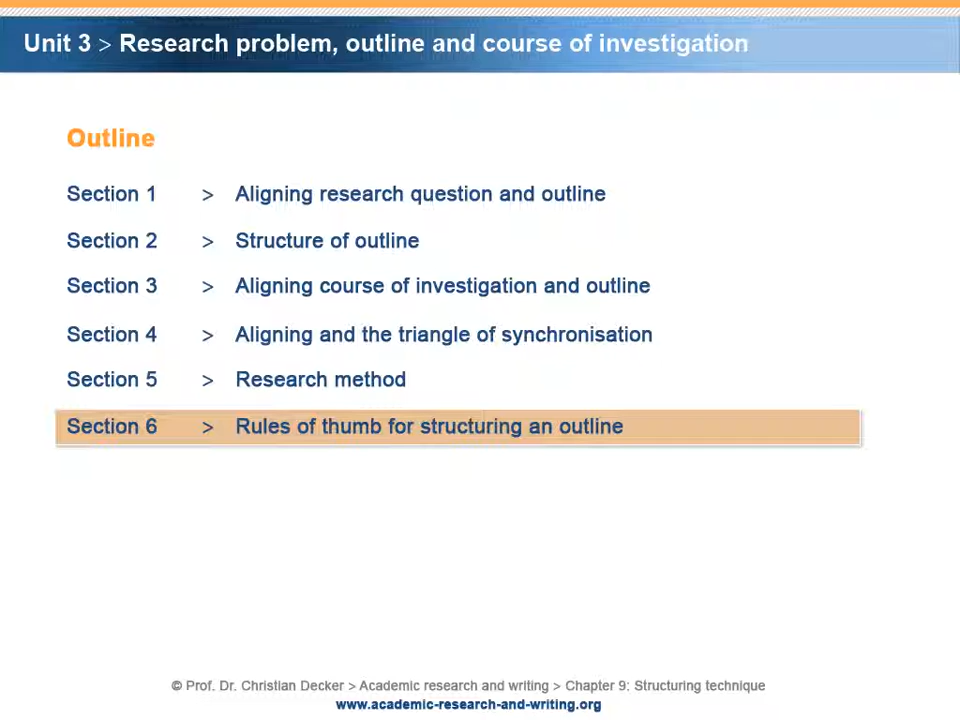 Unit 3 > Research problem, outline and course of investigation
Outline
Section 1 > Aligning research question and outline
Section 2 > Structure of outline
Section 3 > Aligning course of investigation and outline
Section 4 > Aligning and the triangle of synchronisation
Section 5 > Research method
Section 6 > Rules of thumb for structuring an outline
© Prof. Dr. Christian Decker > Academic research and writing > Chapter 9: Structuring technique
www.academic-research-and-writing.org